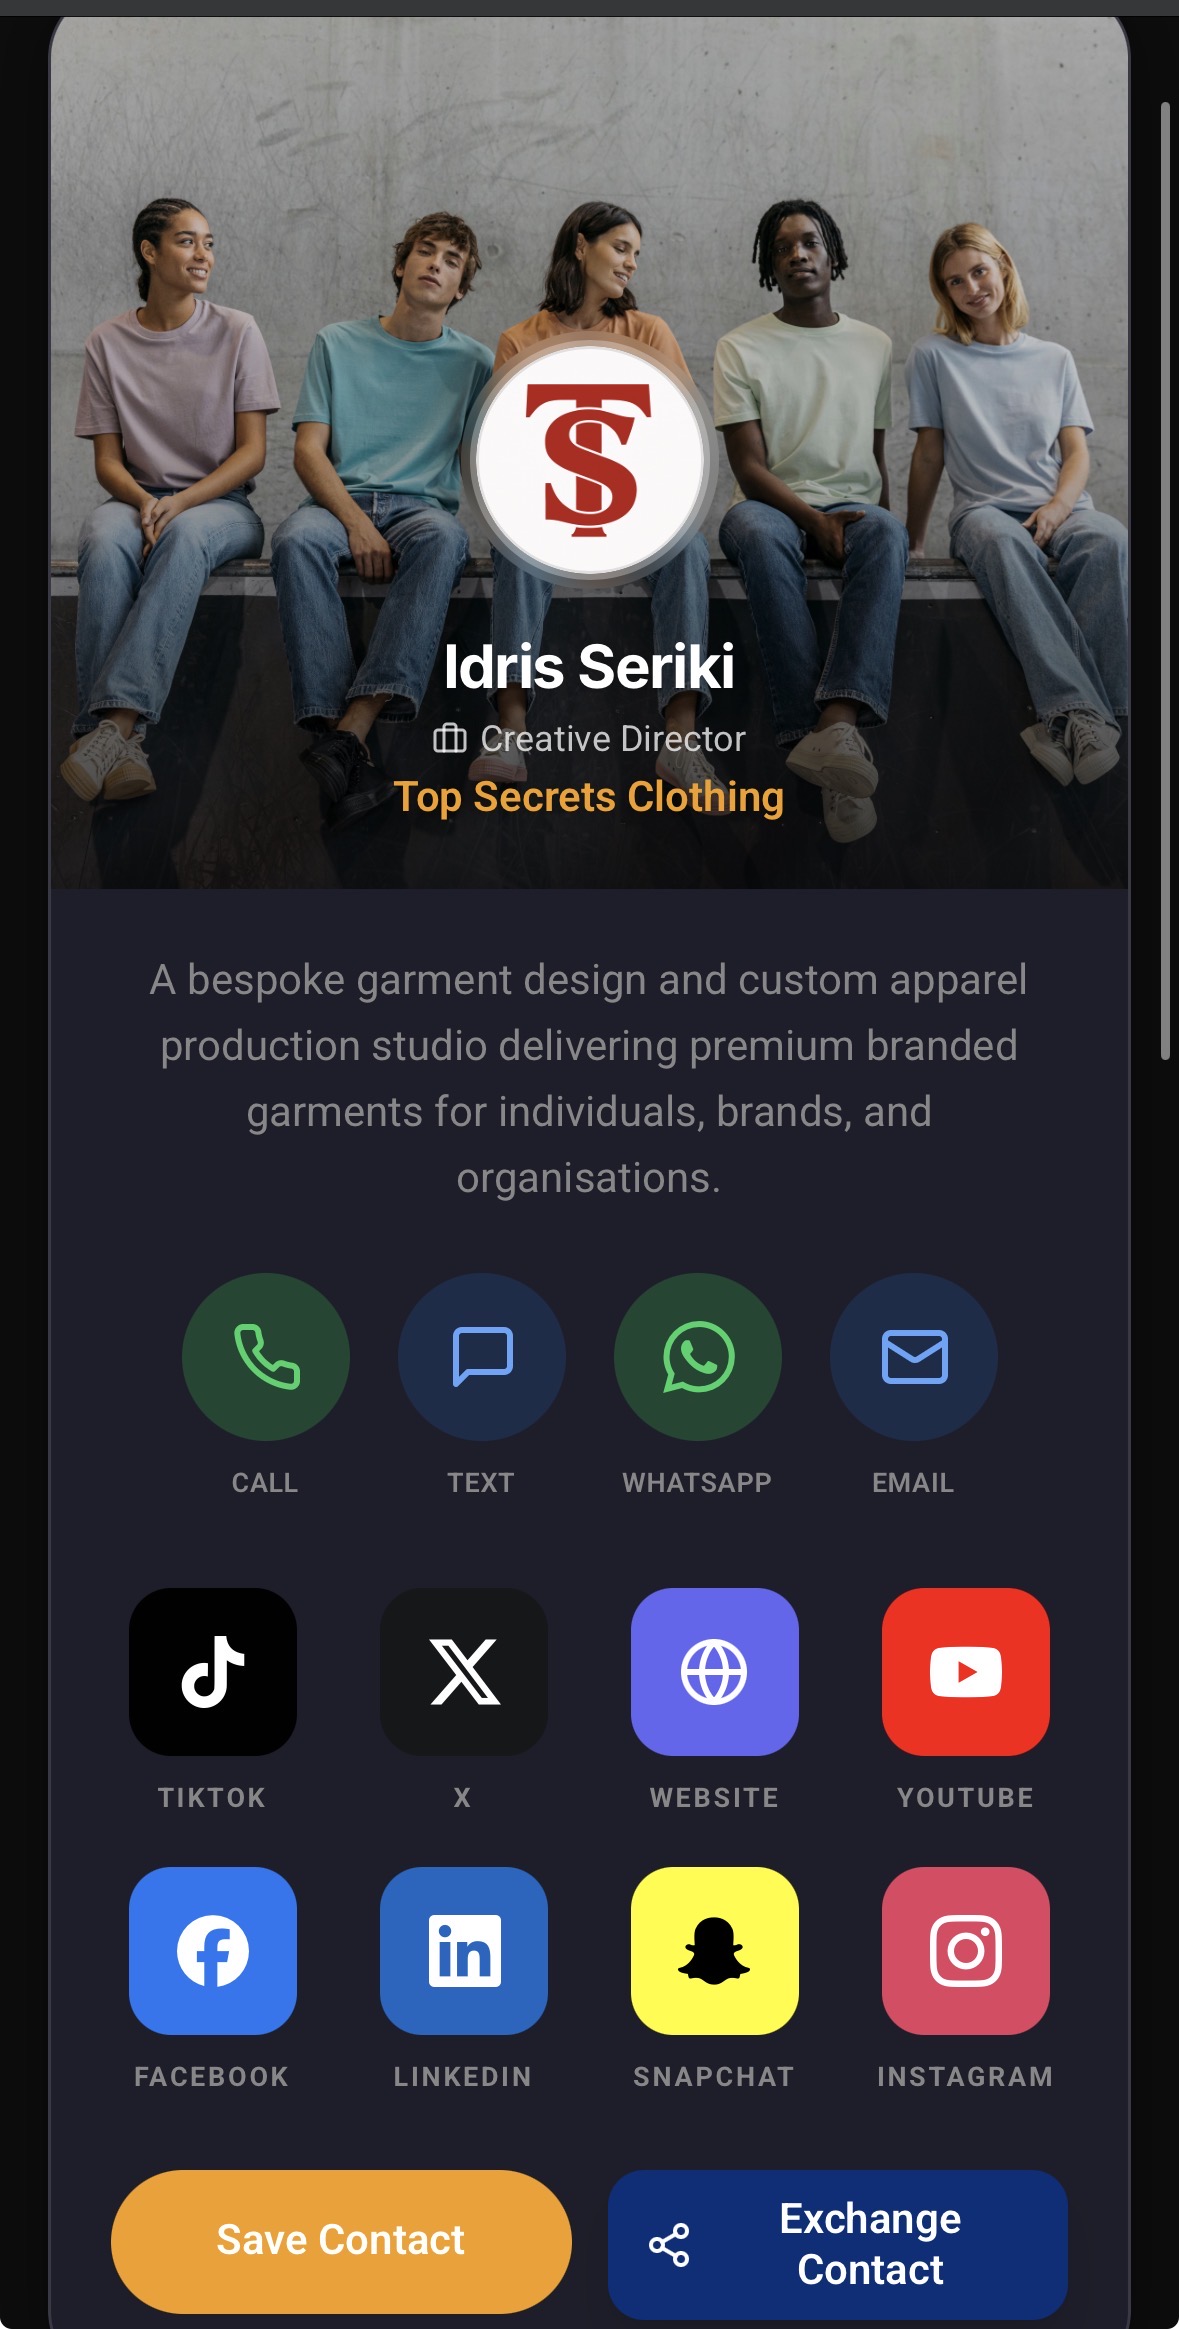 TS
Idris Seriki
Creative Director
Top Secrets Clothing
A bespoke garment design and custom apparel
production studio delivering premium branded
garments for individuals, brands, and
organisations.
CALL TEXT WHATSAPP EMAIL
TIKTOK X WEBSITE YOUTUBE
in
FACEBOOK LINKEDIN SNAPCHAT INSTAGRAM
Save Contact
Exchange
Contact